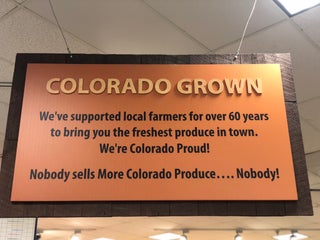 COLORADO GROWN
We've supported local farmers for over 60 years
to bring you the freshest produce in town.
We're Colorado Proud!
Nobody sells More Colorado Produce.... Nobody!